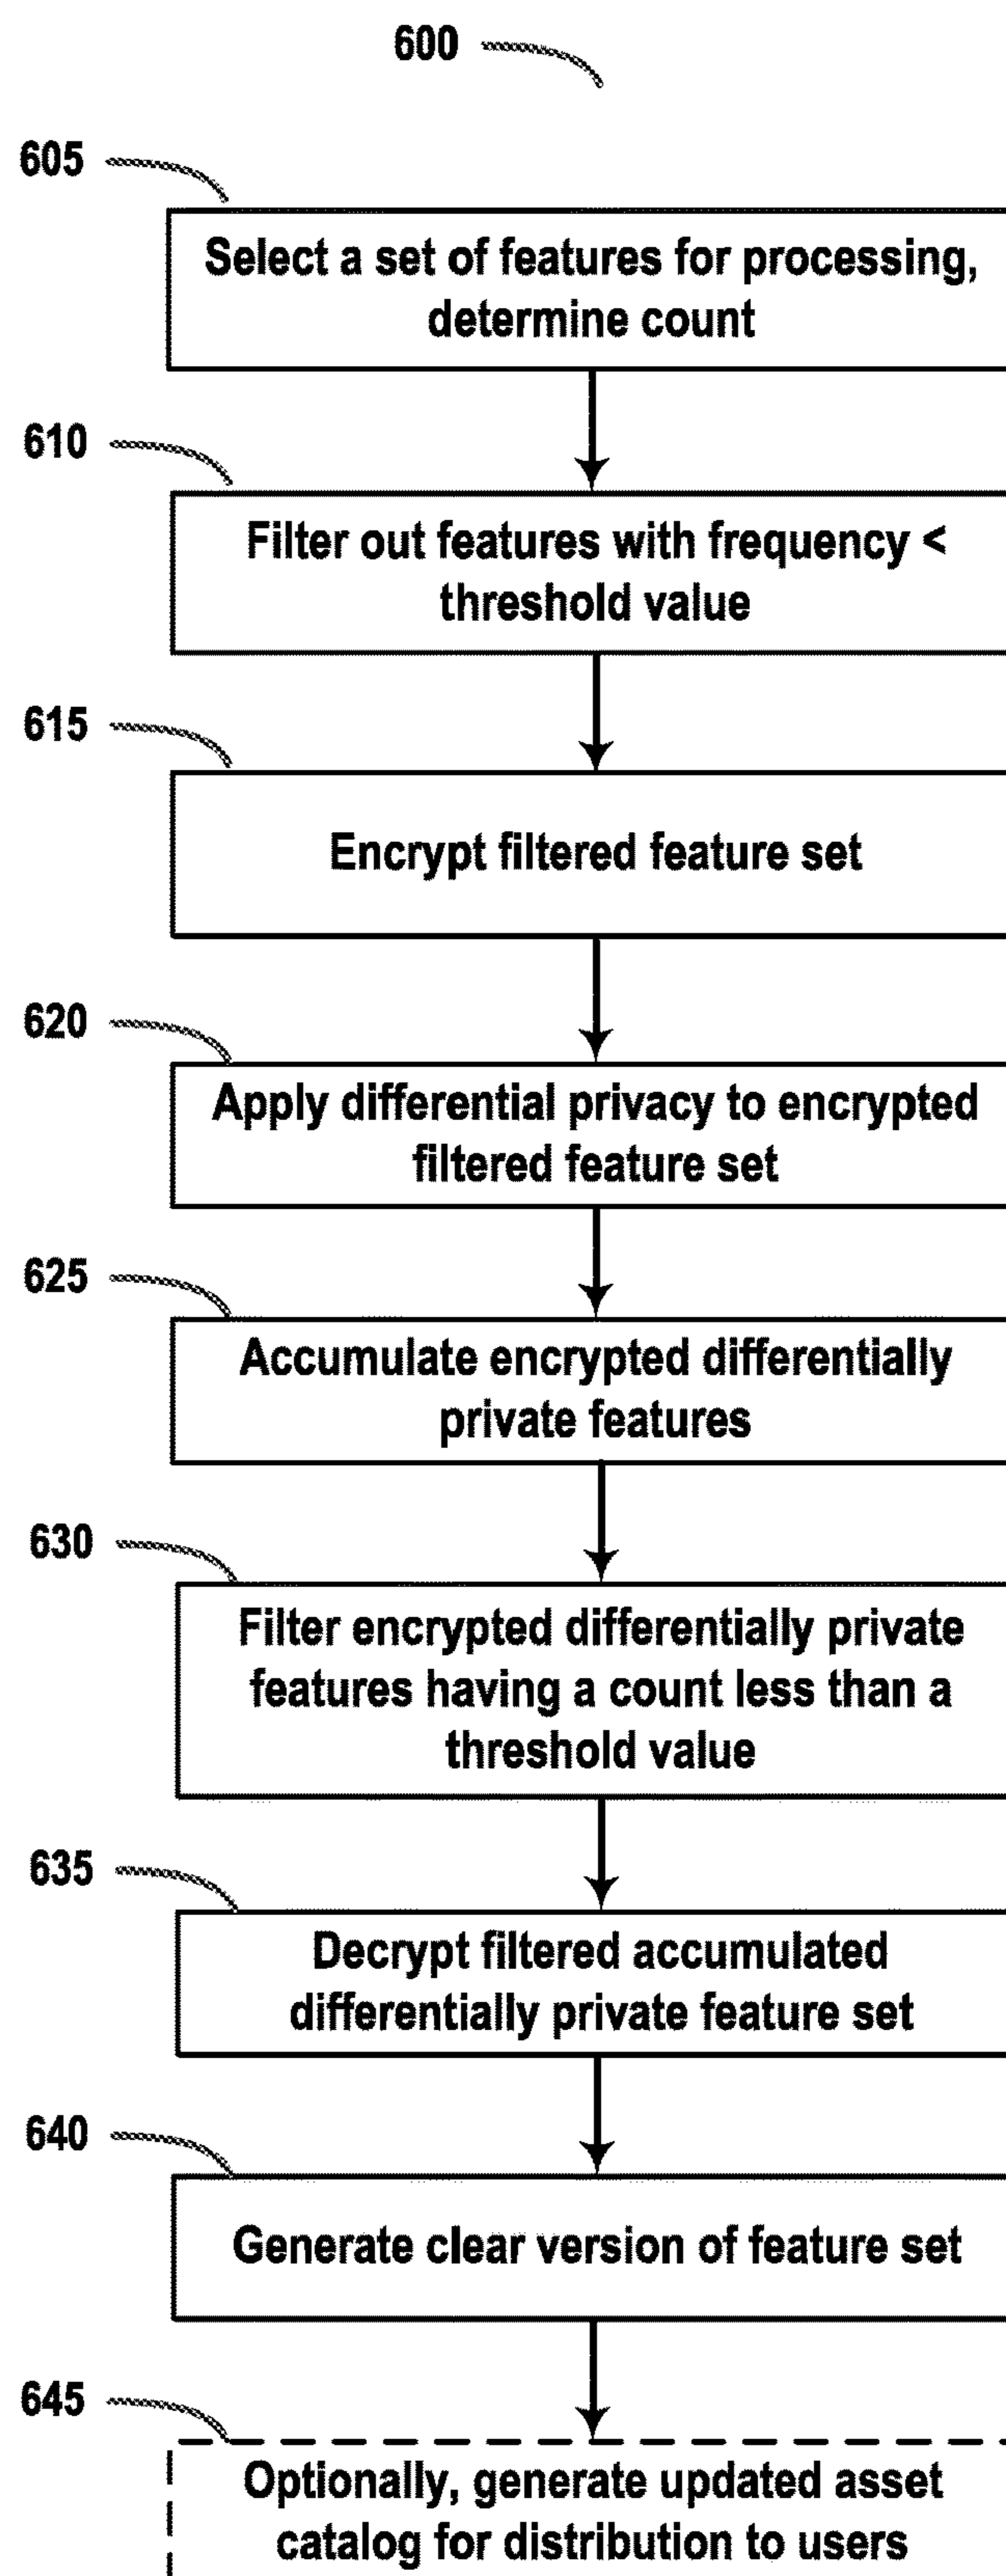 600
605
Select a set of features for processing,
determine count
610
Filter out features with frequency <
threshold value
615
Encrypt filtered feature set
620
Apply differential privacy to encrypted
filtered feature set
625
Accumulate encrypted differentially
private features
630
Filter encrypted differentially private
features having a count less than a
threshold value
635
Decrypt filtered accumulated
differentially private feature set
640
Generate clear version of feature set
645
Optionally, generate updated asset
catalog for distribution to users